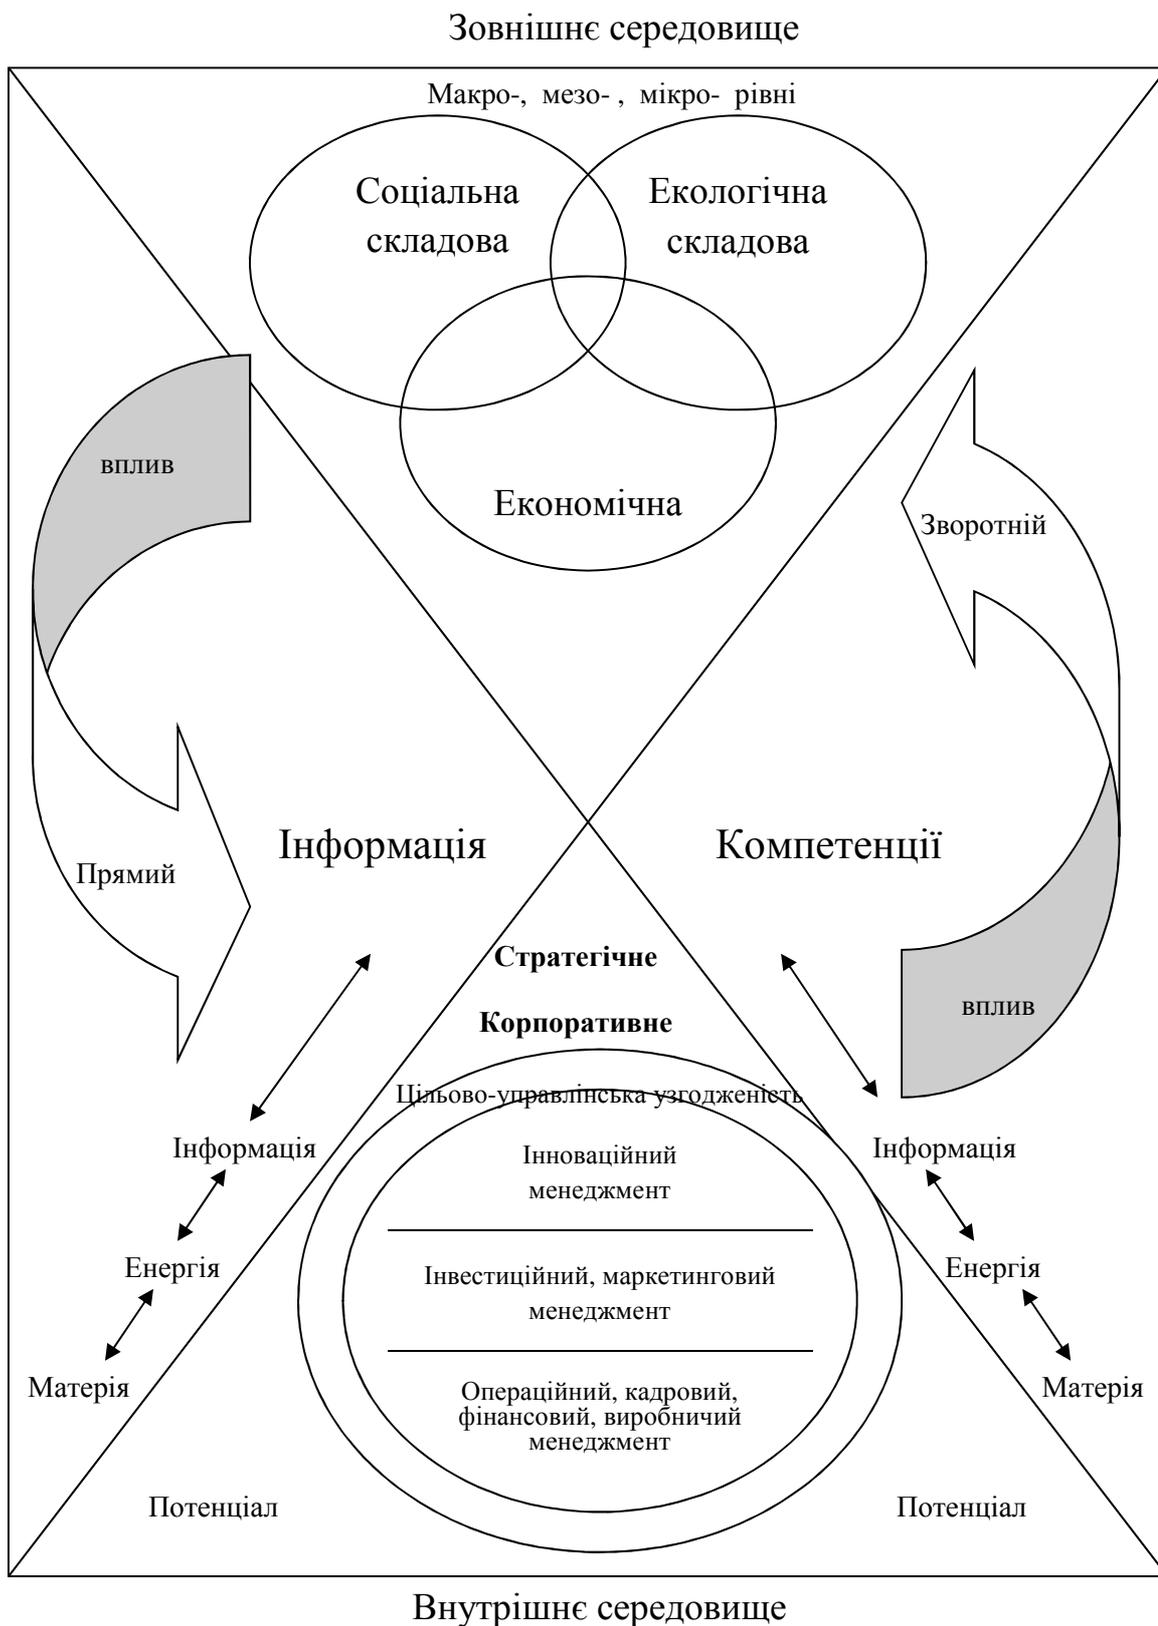 Зовнішнє середовище
Макро-, мезо- , мікро- рівні
Соціальна
складова
Екологічна
складова
Економічна
вплив
Зворотній
Прямий
Інформація
Компетенції
Стратегічне
Корпоративне
вплив
Цільово-управлінська узгодженість
Інформація
Інноваційний
менеджмент
Інформація
Енергія
Інвестиційний, маркетинговий
менеджмент
Енергія
Матерія
Операційний, кадровий,
фінансовий, виробничий
менеджмент
Матерія
Потенціал
Потенціал
Внутрішнє середовище